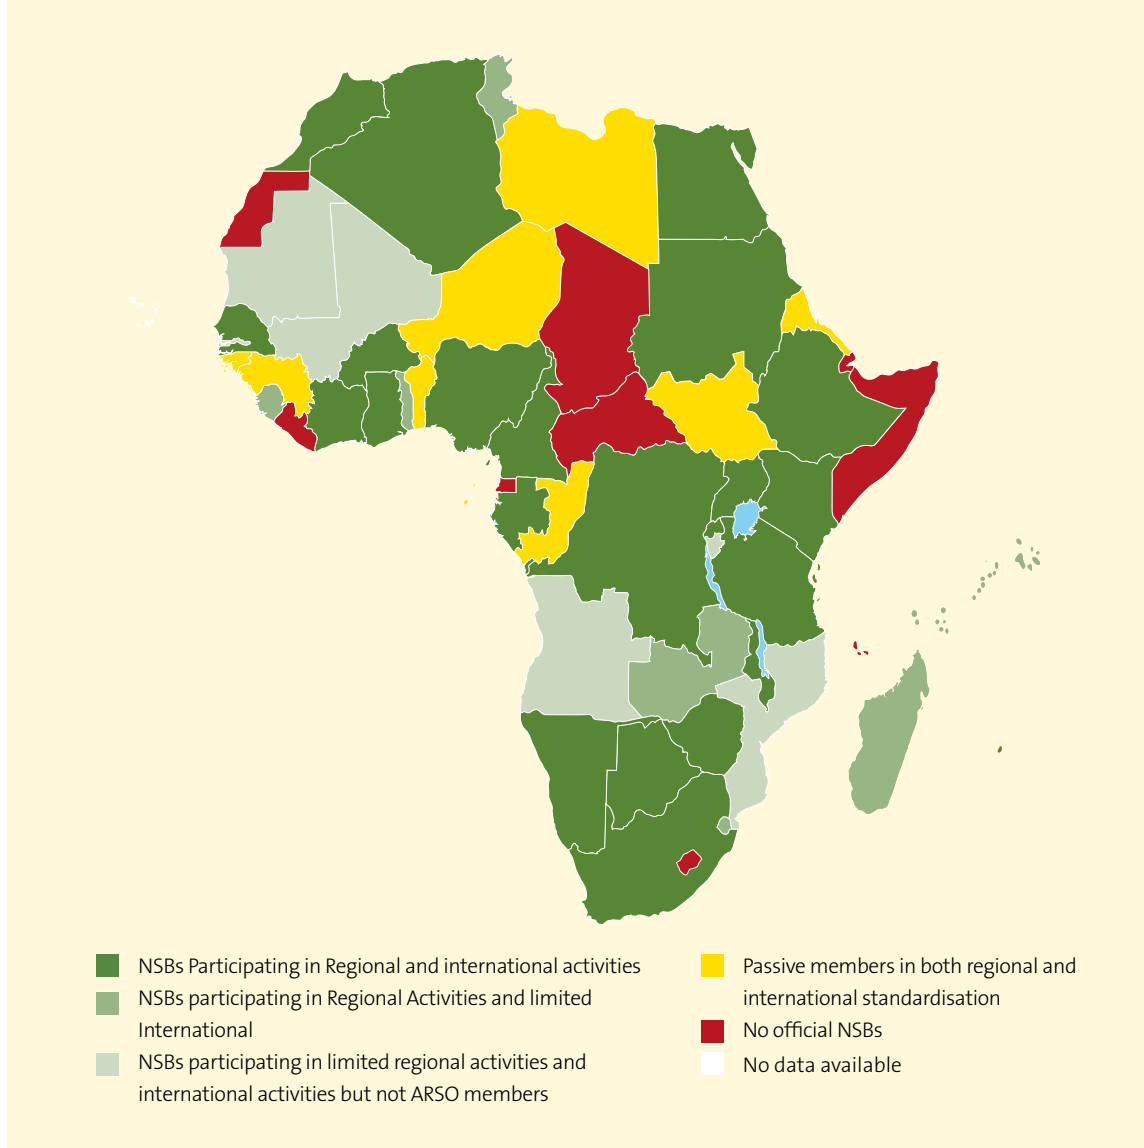 NSBs Participating in Regional and international activities
NSBs participating in Regional Activities and limited
International
NSBs participating in limited regional activities and
international activities but not ARSO members
Passive members in both regional and
international standardisation
No official NSBs
No data available